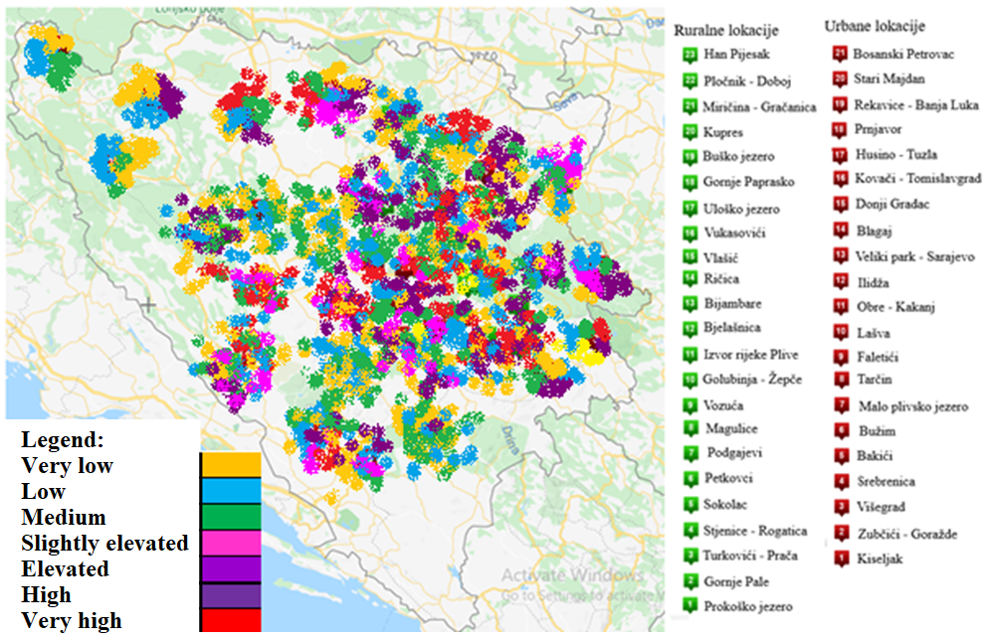 Lonjsko Polje
Sava
Drina
Activate Windows
Go to Settings to activate W
Legend:
Very low
Low
Medium
Slightly elevated
Elevated
High
Very high
Ruralne lokacije
23 Han Pijesak
22 Pločnik - Doboj
21 Miričina - Gračanica
20 Kupres
19 Buško jezero
18 Gornje Paprasko
17 Uloško jezero
16 Vukasovići
15 Vlašić
14 Ričica
13 Bijambare
12 Bjelašnica
11 Izvor rijeke Plive
10 Golubinja - Žepče
9 Vozuća
8 Magulice
7 Podgajevi
6 Petkovci
5 Sokolac
4 Stjenice - Rogatica
3 Turkovići - Prača
2 Gornje Pale
1 Prokoško jezero
Urbane lokacije
21 Bosanski Petrovac
20 Stari Majdan
19 Rekavice - Banja Luka
18 Prnjavor
17 Husino - Tuzla
16 Kovači - Tomislavgrad
15 Donji Gradac
14 Blagaj
13 Veliki park - Sarajevo
12 Ilidža
11 Obre - Kakanj
10 Lašva
9 Faletići
8 Tarčin
7 Malo plivsko jezero
6 Bužim
5 Bakići
4 Srebrenica
3 Višegrad
2 Zubčići - Goražde
1 Kiseljak